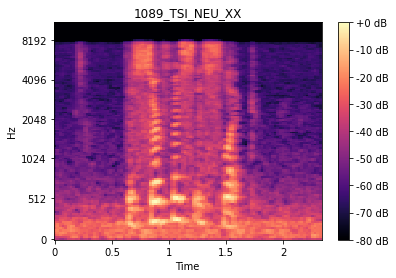 1089_TSI_NEU_XX
+0 dB
8192
-10 dB
4096
-20 dB
-30 dB
2048
-40 dB
Hz
1024
-50 dB
512
-60 dB
-70 dB
0
-80 dB
0 0.5 1 1.5 2
Time